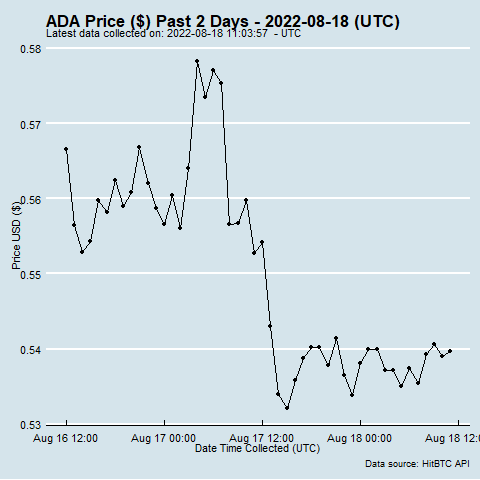 ADA Price ($) Past 2 Days - 2022-08-18 (UTC)
Latest data collected on: 2022-08-18 11:03:57 - UTC
0.58
0.57
0.56
0.55
0.54
0.53
Price USD ($)
Aug 16 12:00 Aug 17 00:00 Aug 17 12:00 Aug 18 00:00 Aug 18 12:0
Date Time Collected (UTC)
Data source: HitBTC API